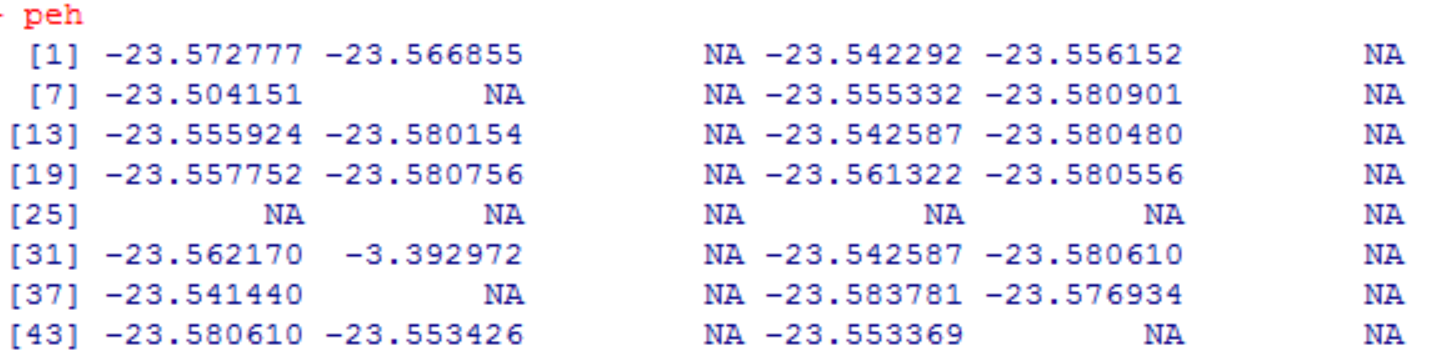 peh
[1] -23.572777 -23.566855 NA -23.542292 -23.556152 NA
[7] -23.504151 NA NA -23.555332 -23.580901 NA
[13] -23.555924 -23.580154 NA -23.542587 -23.580480 NA
[19] -23.557752 -23.580756 NA -23.561322 -23.580556 NA
[25] NA NA NA NA NA NA
[31] -23.562170 -3.392972 NA -23.542587 -23.580610 NA
[37] -23.541440 NA NA -23.583781 -23.576934 NA
[43] -23.580610 -23.553426 NA -23.553369 NA NA